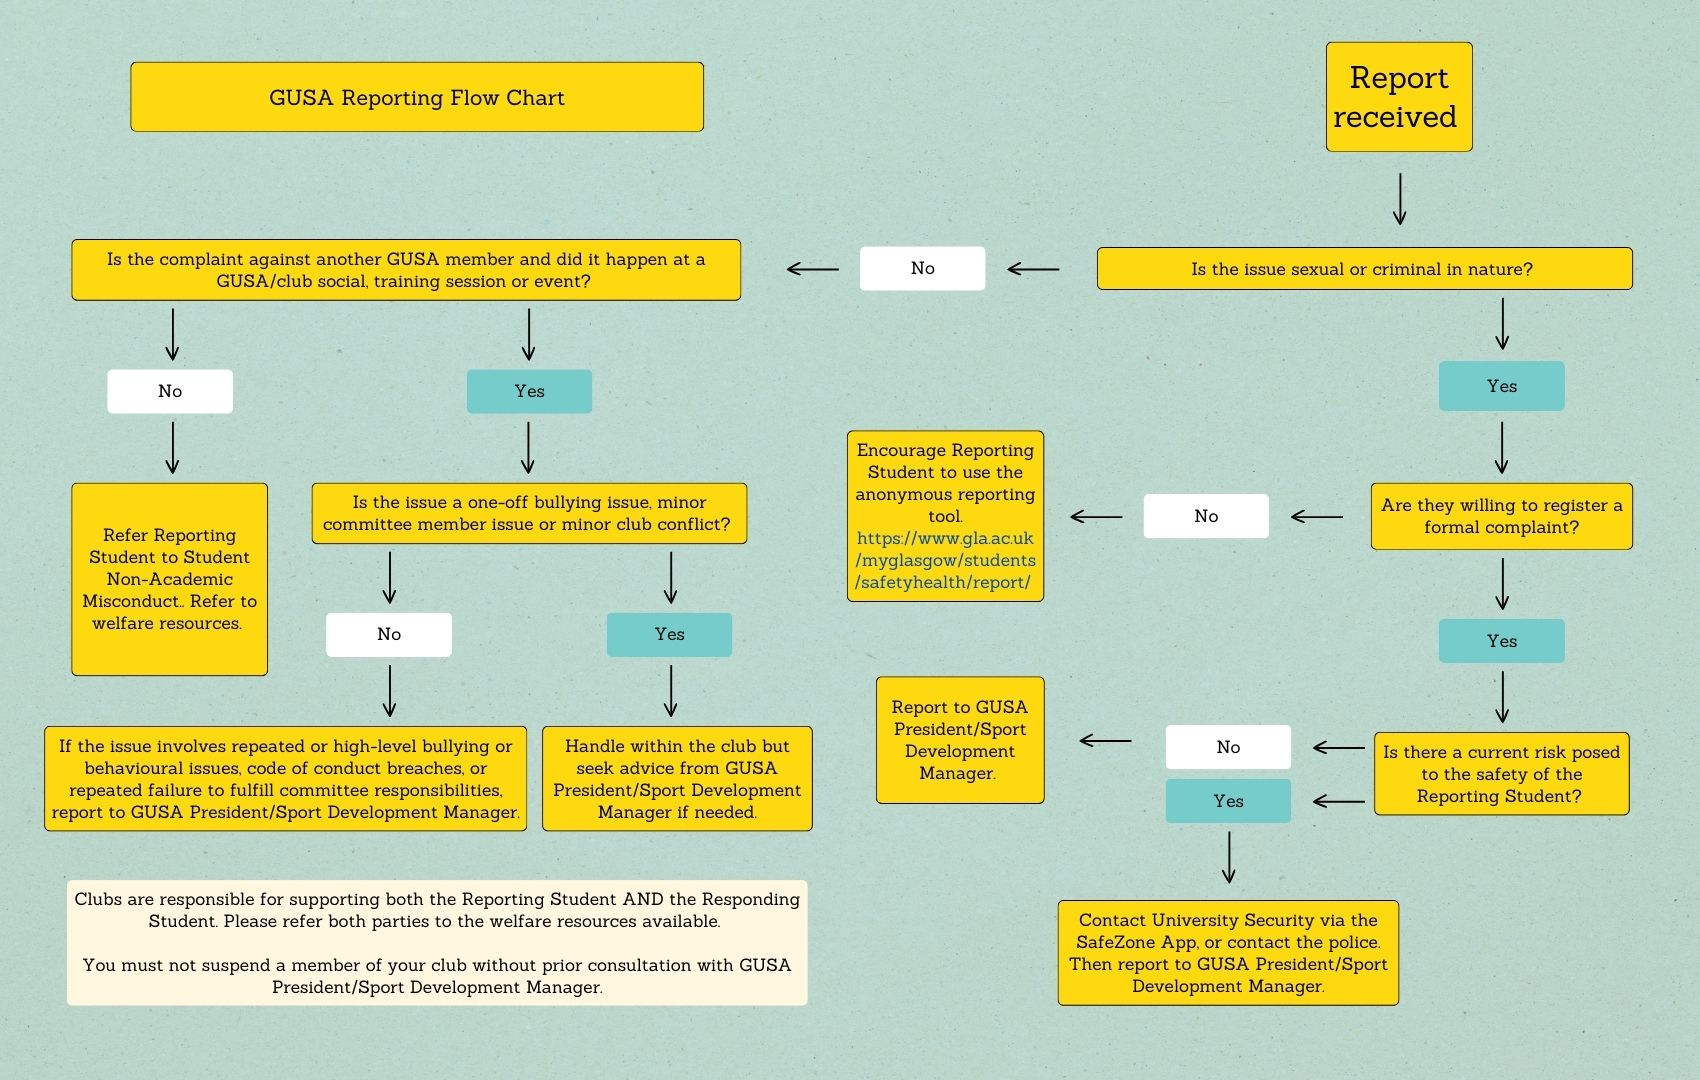 GUSA Reporting Flow Chart
Report
received
Is the issue sexual or criminal in nature?
No
Is the complaint against another GUSA member and did it happen at a
GUSA/club social, training session or event?
No
Yes
Refer Reporting
Student to Student
Non-Academic
Misconduct.. Refer to
welfare resources.
Is the issue a one-off bullying issue, minor
committee member issue or minor club conflict?
No
Yes
If the issue involves repeated or high-level bullying or
behavioural issues, code of conduct breaches, or
repeated failure to fulfill committee responsibilities,
report to GUSA President/Sport Development Manager.
Handle within the club but
seek advice from GUSA
President/Sport Development
Manager if needed.
Yes
Are they willing to register a
formal complaint?
No
Encourage Reporting
Student to use the
anonymous reporting
tool.
https://www.gla.ac.uk
/myglasgow/students
/safetyhealth/report/
Yes
Is there a current risk posed
to the safety of the
Reporting Student?
No
Report to GUSA
President/Sport
Development
Manager.
Yes
Contact University Security via the
SafeZone App, or contact the police.
Then report to GUSA President/Sport
Development Manager.
Clubs are responsible for supporting both the Reporting Student AND the Responding
Student. Please refer both parties to the welfare resources available.
You must not suspend a member of your club without prior consultation with GUSA
President/Sport Development Manager.